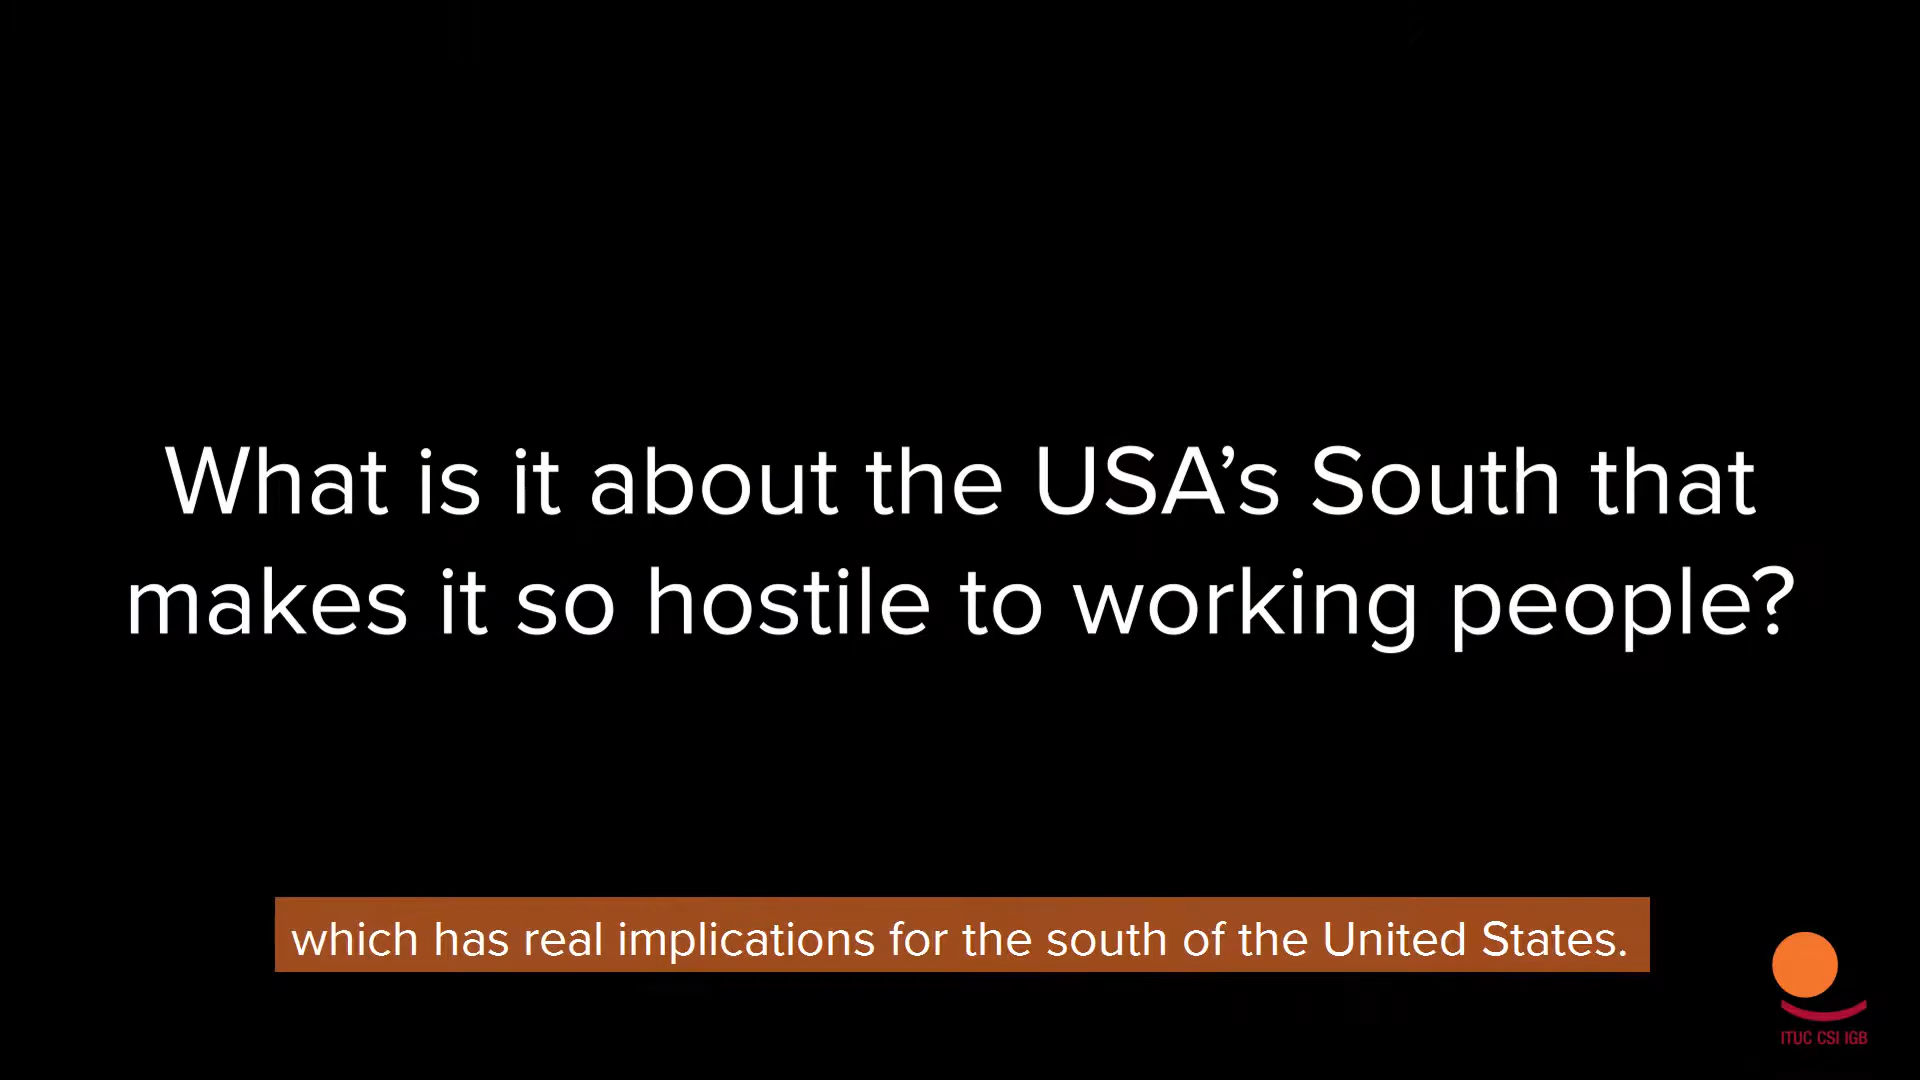 What is it about the USA’s South that
makes it so hostile to working people?
which has real implications for the south of the United States.
ITUC CSI IGB